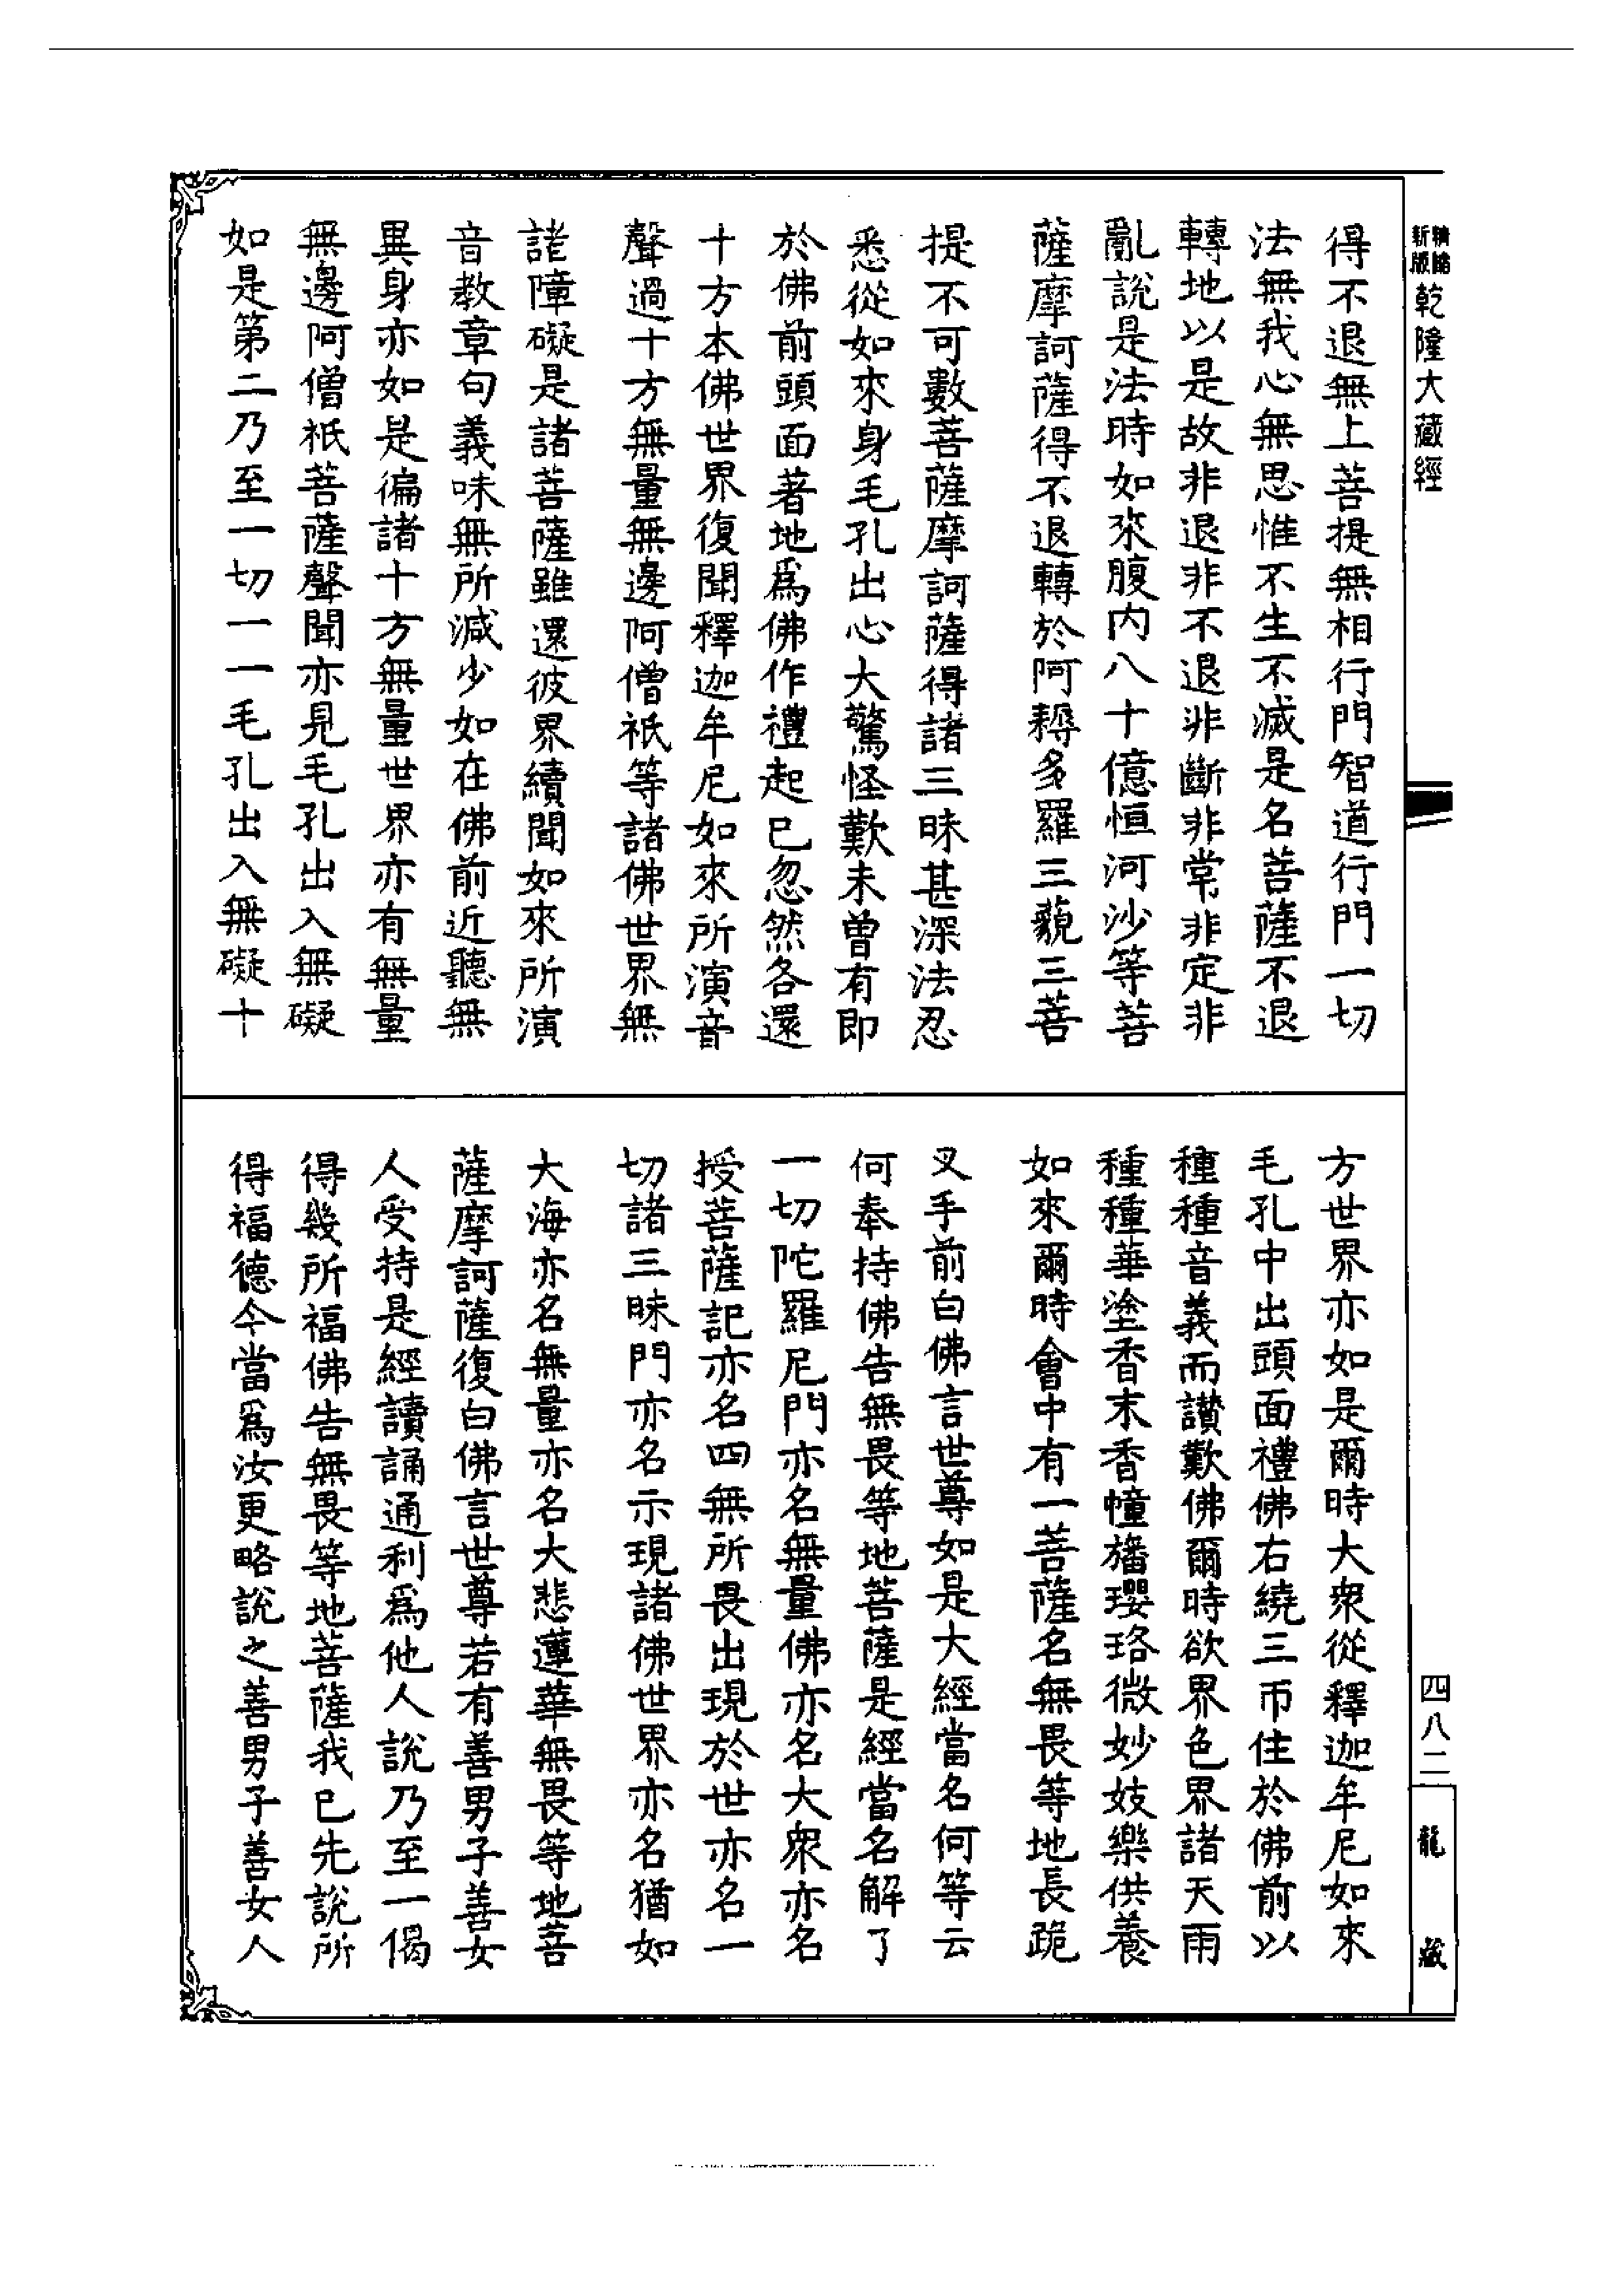 新版精縮乾隆大藏經
得不退無上菩提無相行門智道行門一切
法無我心無思惟不生不滅是名菩薩不退
轉地以是故非退非不退非斷非常非定非
亂說是法時如來腹内八十億恒河沙等菩
薩摩訶薩得不退轉於阿耨多羅三藐三菩
提不可數菩薩摩訶薩得諸三昧甚深法忍
悉從如來身毛孔出心大驚怪歎未曾有即
於佛前頭面著地爲佛作禮起已忽然各還
十方本佛世界復聞釋迦牟尼如來所演音
聲過十方無量無邊阿僧祇等諸佛世界無
諸障礙是諸菩薩雖還彼界續聞如來所演
音教章句義味無所減少如在佛前近聽無
異身亦如是徧諸十方無量世界亦有無量
無邊阿僧祇菩薩聲聞亦見毛孔出入無礙
如是第二乃至一切一一毛孔出入無礙十
方世界亦如是爾時大衆從釋迦牟尼如來
毛孔中出頭面禮佛右繞三帀住於佛前以
種種音義而讃歎佛爾時欲界色界諸天雨
種種華塗香末香幢旛瓔珞微妙妓樂供養
如來爾時會中有一菩薩名無畏等地長跪
叉手前白佛言世尊如是大經當名何等云
何奉持佛告無畏等地菩薩是經當名解了
一切陀羅尼門亦名無量佛亦名大衆亦名
授菩薩記亦名四無所畏出現於世亦名一
切諸三昧門亦名示現諸佛世界亦名猶如
大海亦名無量亦名大悲蓮華無畏等地菩
薩摩訶薩復白佛言世尊若有善男子善女
人受持是經讀誦通利爲他人說乃至一偈
得幾所福佛告無畏等地菩薩我已先說所
得福德今當爲汝更略說之善男子善女人
四八二
龍藏